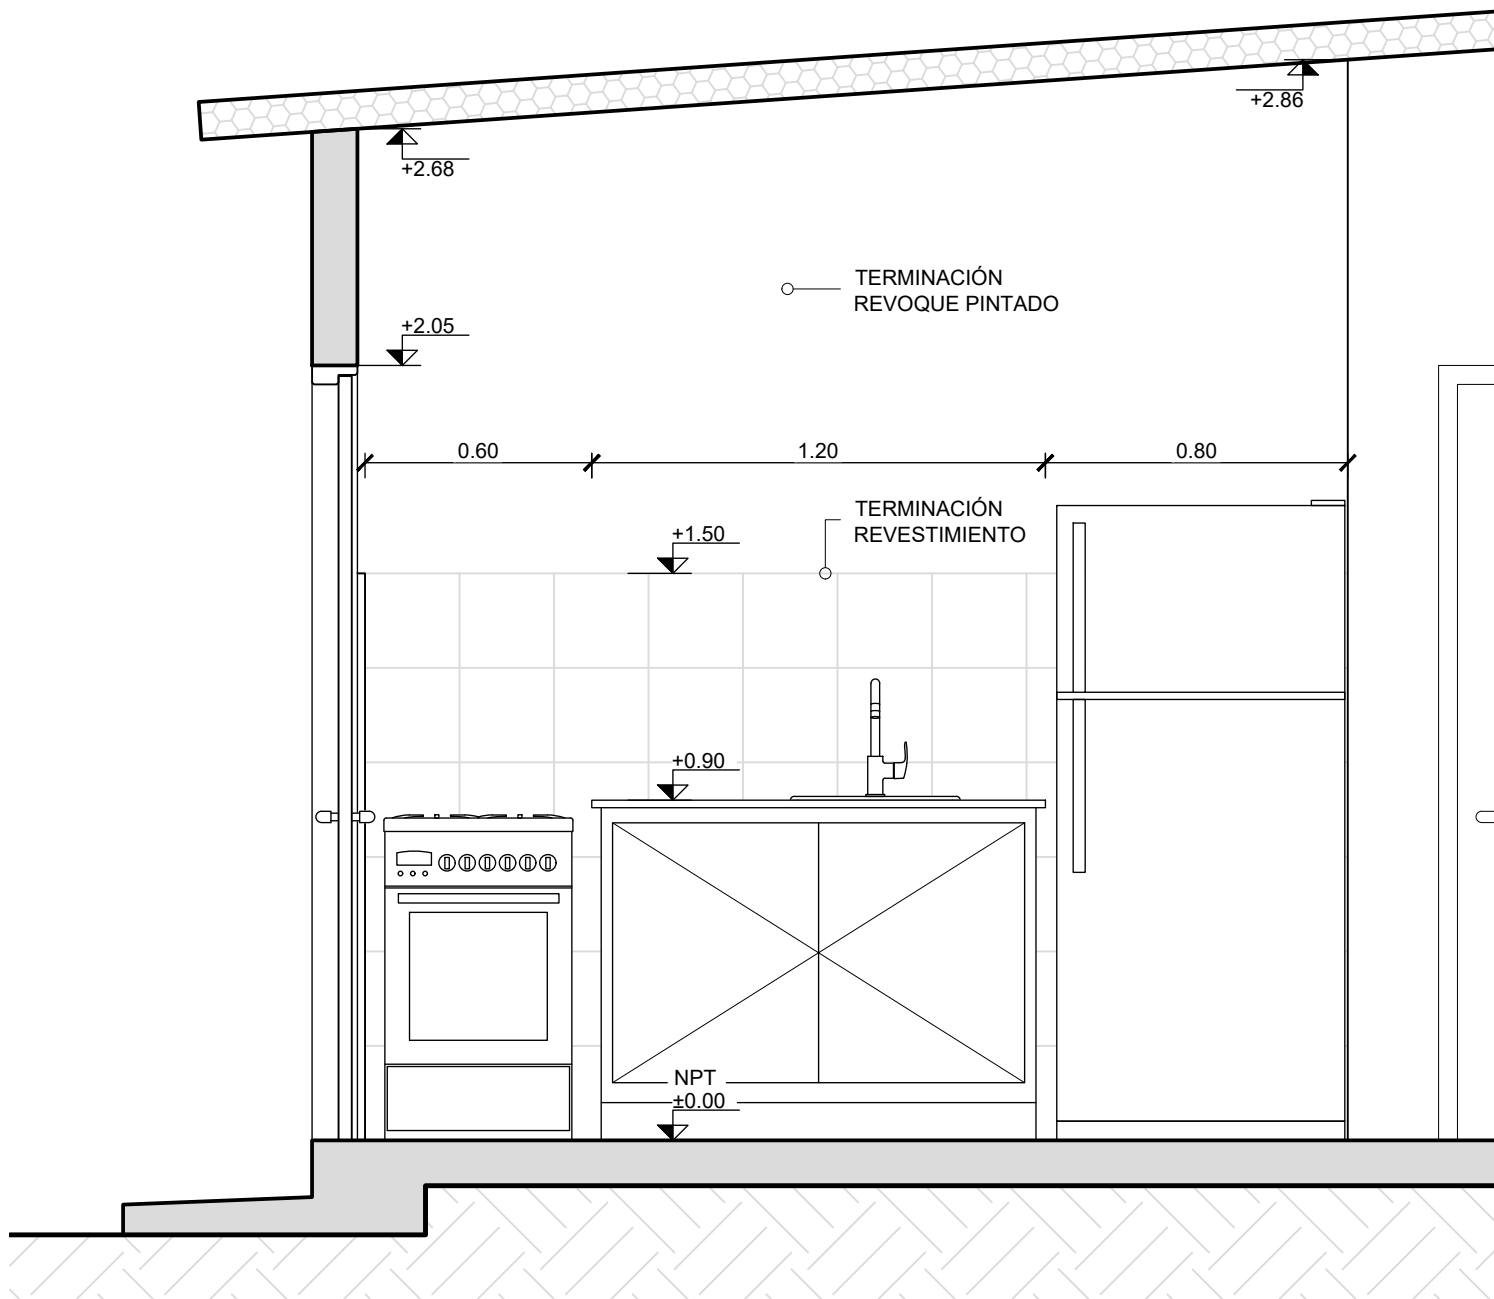 +2.86
+2.68
TERMINACIÓN
REVOQUE PINTADO
+2.05
0.60
1.20
0.80
TERMINACIÓN
REVESTIMIENTO
+1.50
+0.90
NPT
±0.00